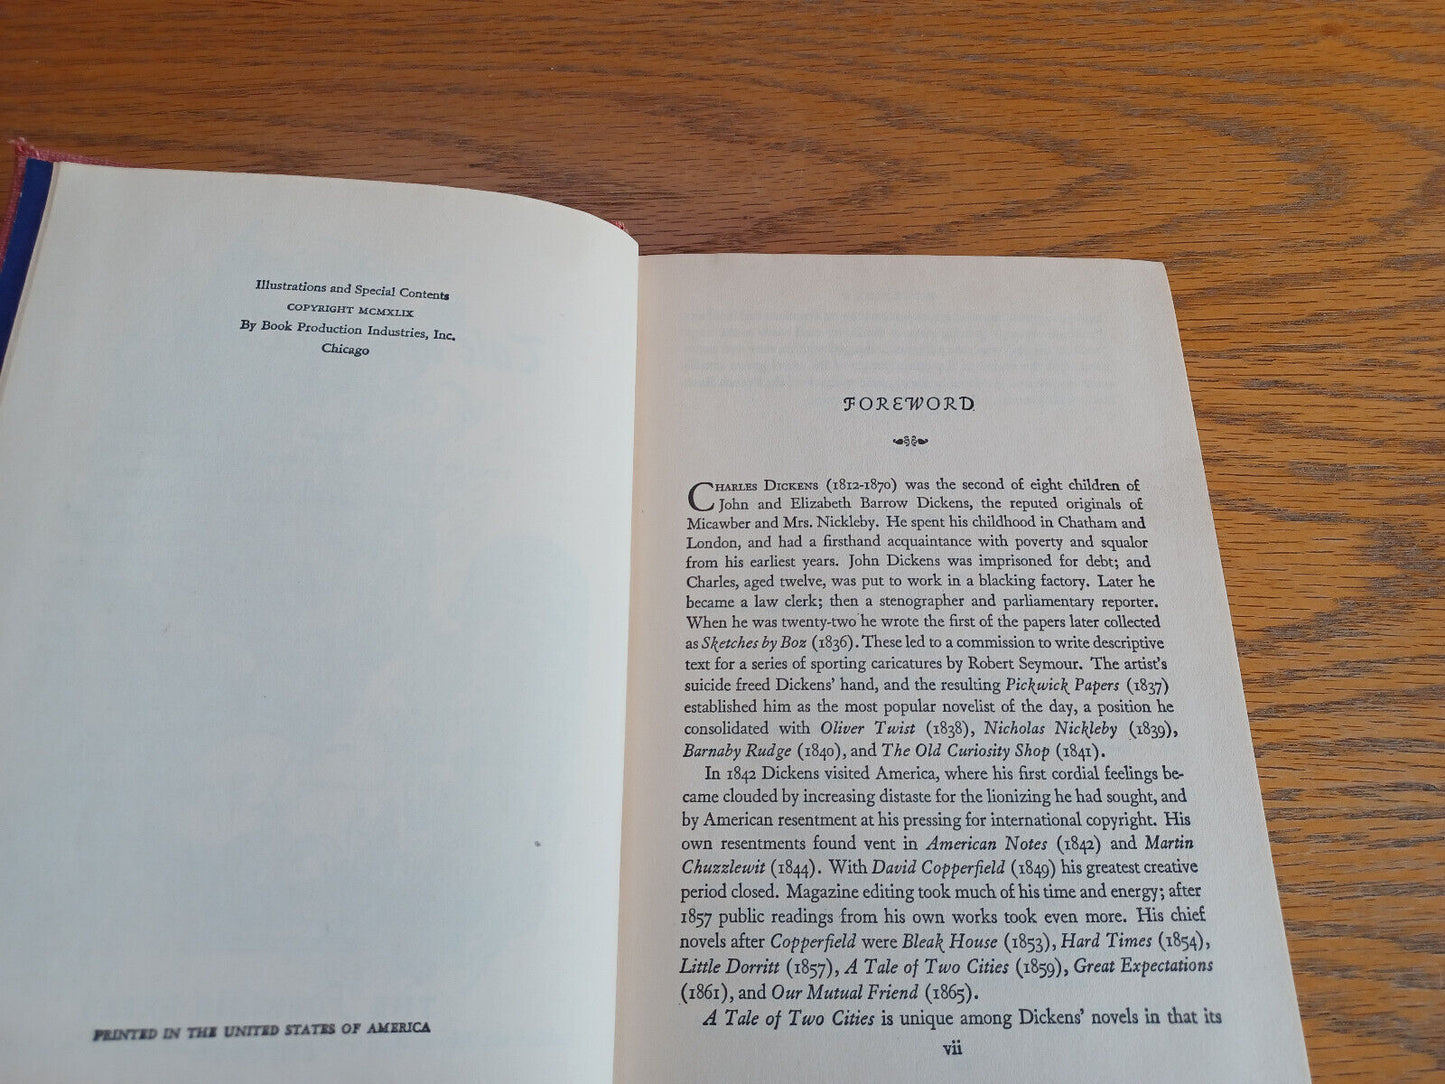 Illustrations and Special Contents
COPYRIGHT MCMXLIX
By Book Production Industries, Inc.
Chicago
PRINTED IN THE UNITED STATES OF AMERICA
FOREWORD
CHARLES DICKENS (1812-1870) was the second of eight children of
John and Elizabeth Barrow Dickens, the reputed originals of
Micawber and Mrs. Nickleby. He spent his childhood in Chatham and
London, and had a firsthand acquaintance with poverty and squalor
from his earliest years. John Dickens was imprisoned for debt; and
Charles, aged twelve, was put to work in a blacking factory. Later he
became a law clerk; then a stenographer and parliamentary reporter.
When he was twenty-two he wrote the first of the papers later collected
as Sketches by Boz (1836). These led to a commission to write descriptive
text for a series of sporting caricatures by Robert Seymour. The artist's
suicide freed Dickens' hand, and the resulting Pickwick Papers (1837)
established him as the most popular novelist of the day, a position he
consolidated with Oliver Twist (1838), Nicholas Nickleby (1839),
Barnaby Rudge (1840), and The Old Curiosity Shop (1841).
In 1842 Dickens visited America, where his first cordial feelings be-
came clouded by increasing distaste for the lionizing he had sought, and
by American resentment at his pressing for international copyright. His
own resentments found vent in American Notes (1842) and Martin
Chuzzlewit (1844). With David Copperfield (1849) his greatest creative
period closed. Magazine editing took much of his time and energy; after
1857 public readings from his own works took even more. His chief
novels after Copperfield were Bleak House (1853), Hard Times (1854),
Little Dorritt (1857), A Tale of Two Cities (1859), Great Expectations
(1861), and Our Mutual Friend (1865).
A Tale of Two Cities is unique among Dickens' novels in that its
vii